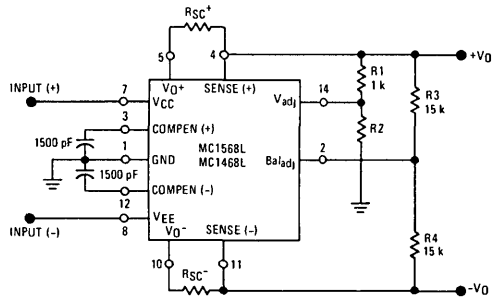 RSC+
5
4
+VO
VO+
SENSE (+)
R1
1 k
R3
15 k
INPUT (+)
7
VCC
Vadj
14
3
COMPEN (+)
R2
1500 pF
1
GND
MC1568L
MC1468L
Baladj
2
1500 pF
COMPEN (-)
12
VEE
INPUT (-)
8
VO-
SENSE (-)
R4
15 k
10
11
RSC-
-VO